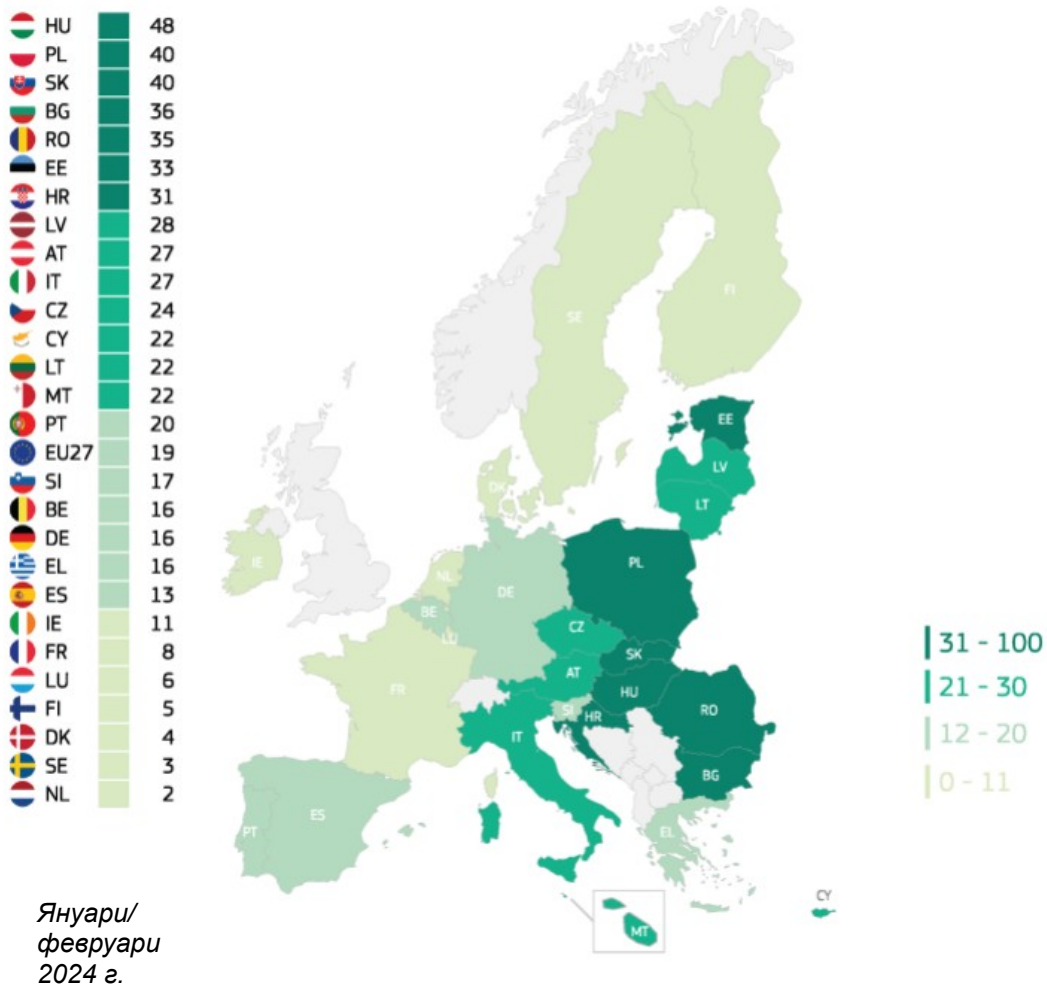 HU 48
PL 40
SK 40
BG 36
RO 35
EE 33
HR 31
LV 28
AT 27
IT 27
CZ 24
CY 22
LT 22
MT 22
PT 20
EU27 19
SI 17
BE 16
DE 16
EL 16
ES 13
IE 11
FR 8
LU 6
FI 5
DK 4
SE 3
NL 2
FI
SE
EE
LV
DK
LT
IE
NL
PL
DE
BE
CZ
LU
SK
AT
FR
HU
SI
HR
RO
IT
BG
ES
PT
EL
CY
MT
31 - 100
21 - 30
12 - 20
0 - 11
Януари/
февруари
2024 г.